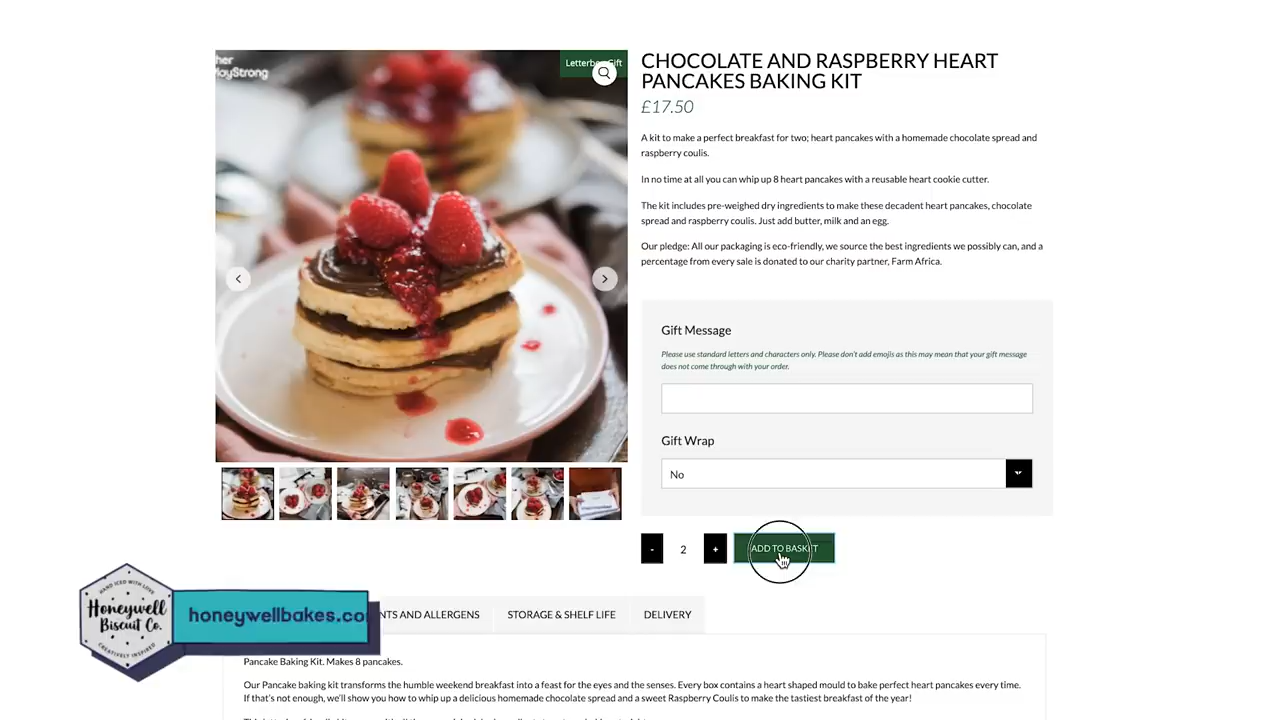 Letterbox Gift
CHOCOLATE AND RASPBERRY HEART
PANCAKES BAKING KIT
£17.50
A kit to make a perfect breakfast for two; heart pancakes with a homemade chocolate spread and
raspberry coulis.
In no time at all you can whip up 8 heart pancakes with a reusable heart cookie cutter.
The kit includes pre-weighed dry ingredients to make these decadent heart pancakes, chocolate
spread and raspberry coulis. Just add butter, milk and an egg.
Our pledge: All our packaging is eco-friendly, we source the best ingredients we possibly can, and a
percentage from every sale is donated to our charity partner, Farm Africa.
Gift Message
Please use standard letters and characters only. Please don't add emojis as this may mean that your gift message
does not come through with your order.
Gift Wrap
No
- 2 + ADD TO BASKET
HAND ICED WITH LOVE
Honeywell
Biscuit Co.
CREATIVELY INSPIRED
honeywellbakes.co
NTS AND ALLERGENS
STORAGE & SHELF LIFE
DELIVERY
Pancake Baking Kit. Makes 8 pancakes.
Our Pancake baking kit transforms the humble weekend breakfast into a feast for the eyes and the senses. Every box contains a heart shaped mould to bake perfect heart pancakes every time.
If that's not enough, we'll show you how to whip up a delicious homemade chocolate spread and a sweet Raspberry Coulis to make the tastiest breakfast of the year!